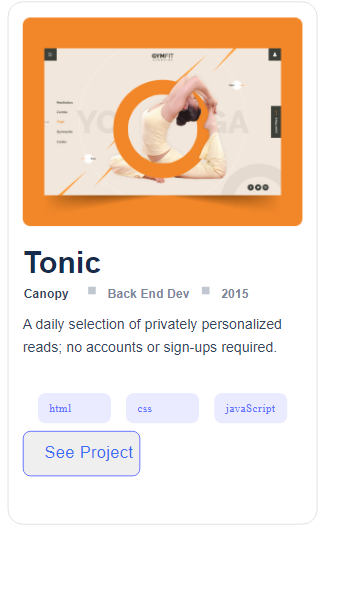 GYMFIT
YOGA
Tonic
Canopy Back End Dev 2015
A daily selection of privately personalized
reads; no accounts or sign-ups required.
html css javaScript
See Project